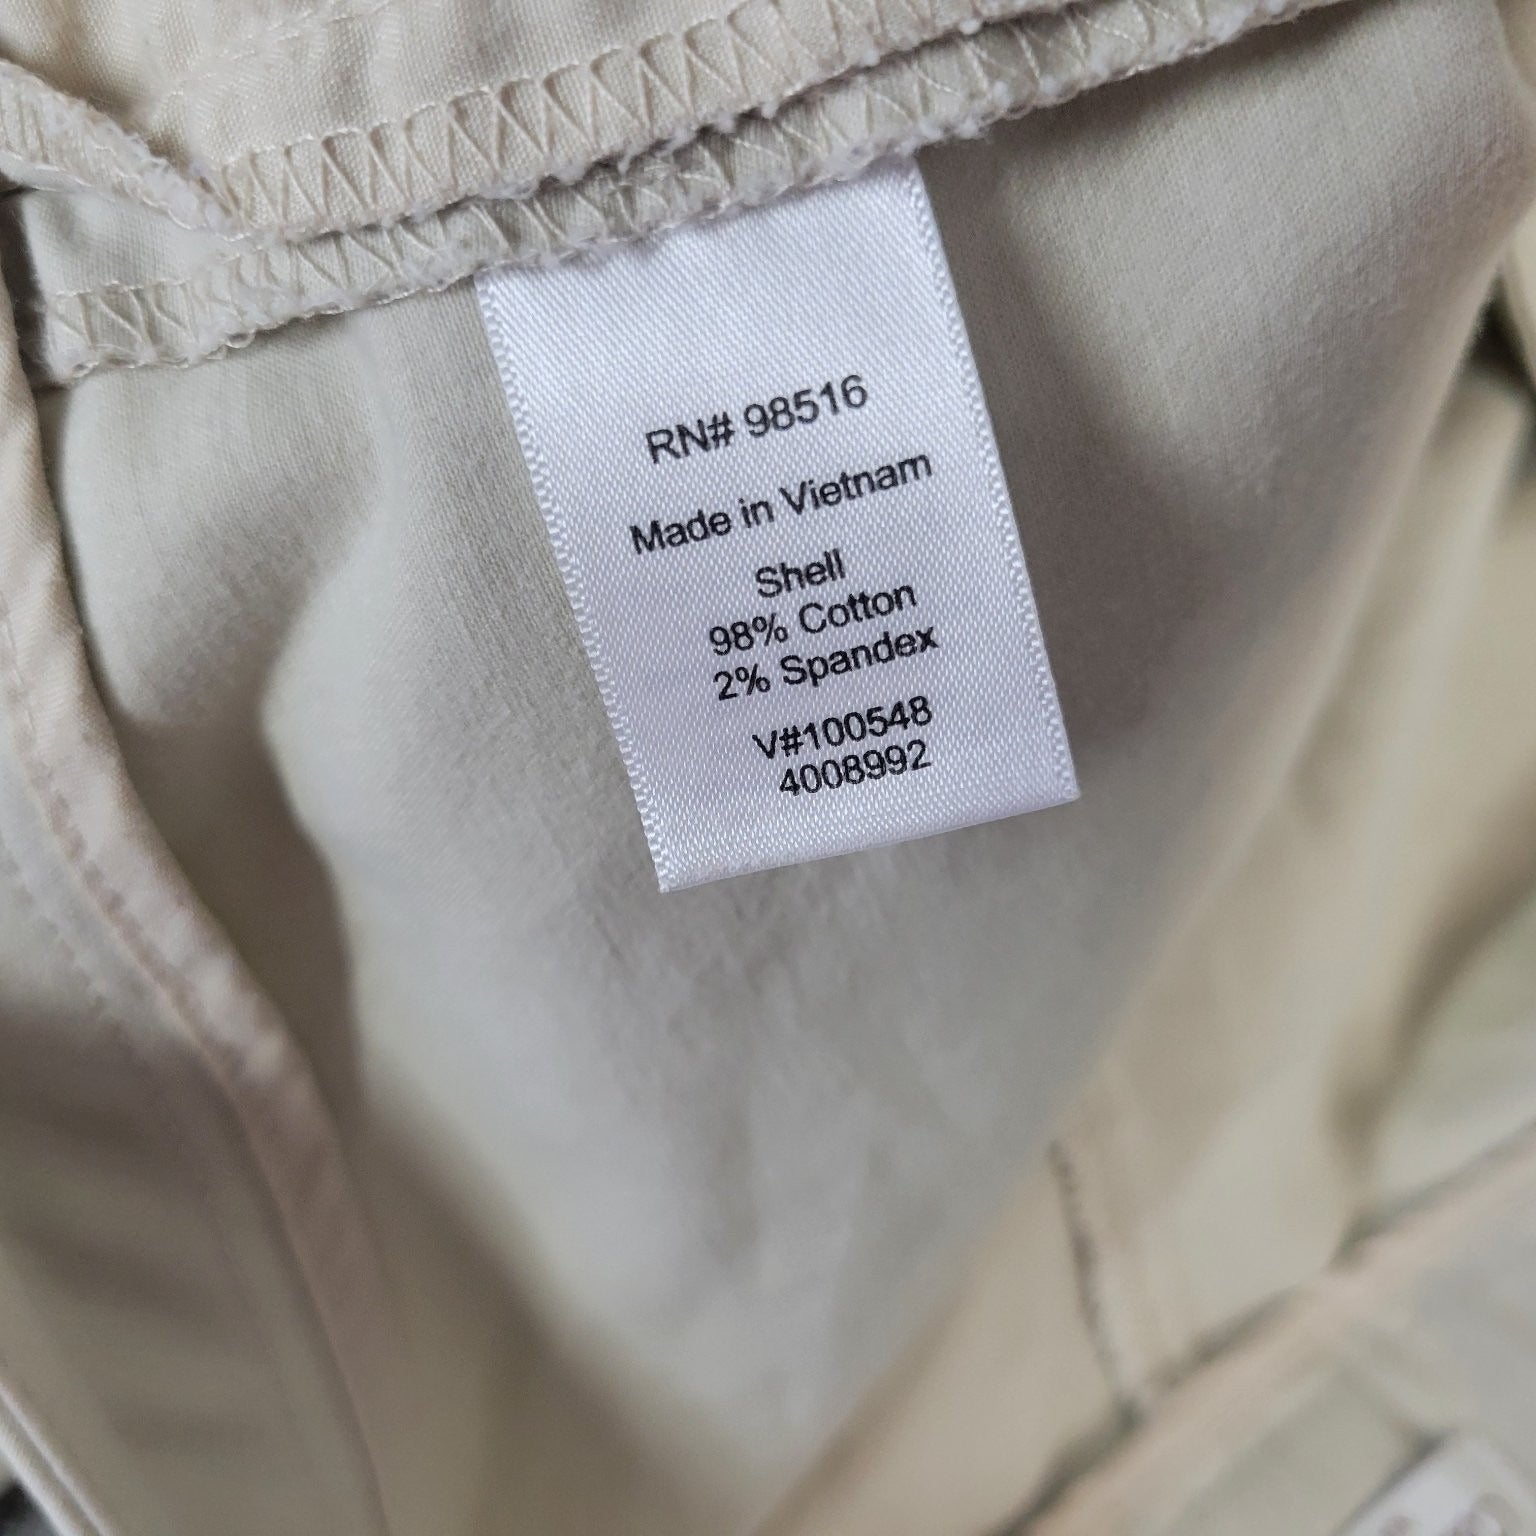 RN# 98516
Made in Vietnam
Shell
98% Cotton
2% Spandex
V#100548
4008992